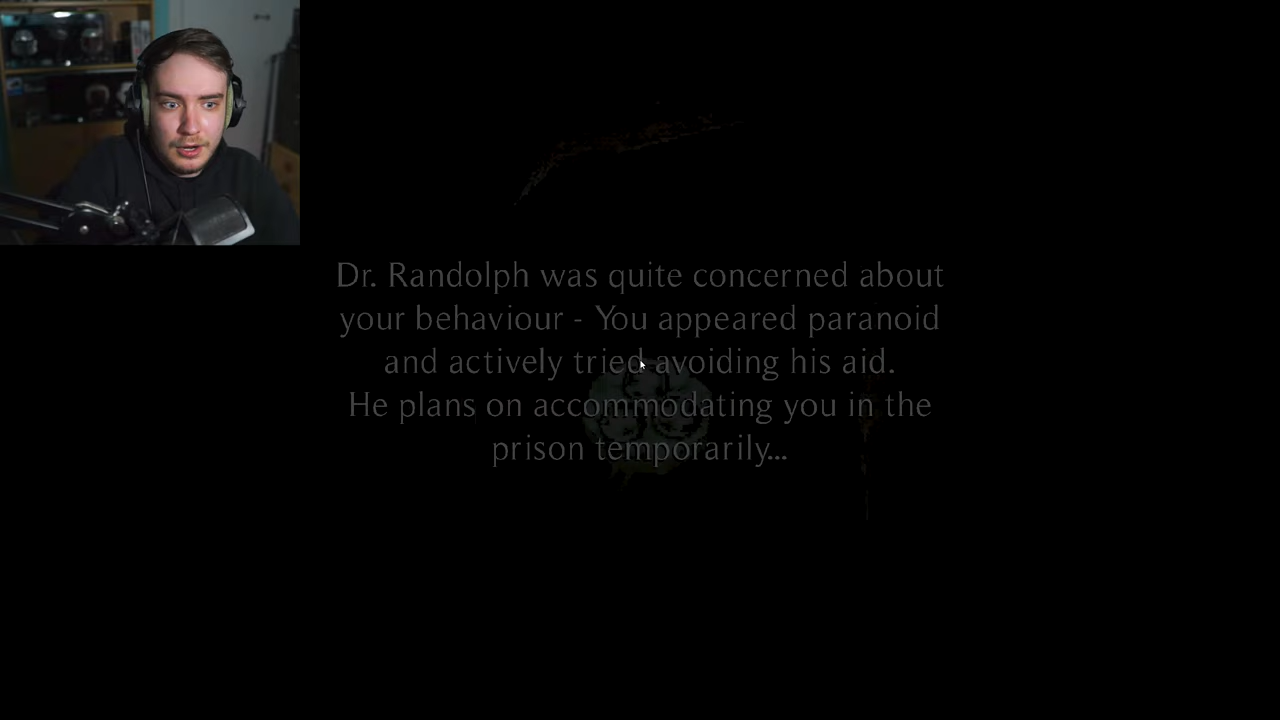 Dr. Randolph was quite concerned about
your behaviour - You appeared paranoid
and actively tried avoiding his aid.
He plans on accommodating you in the
prison temporarily...